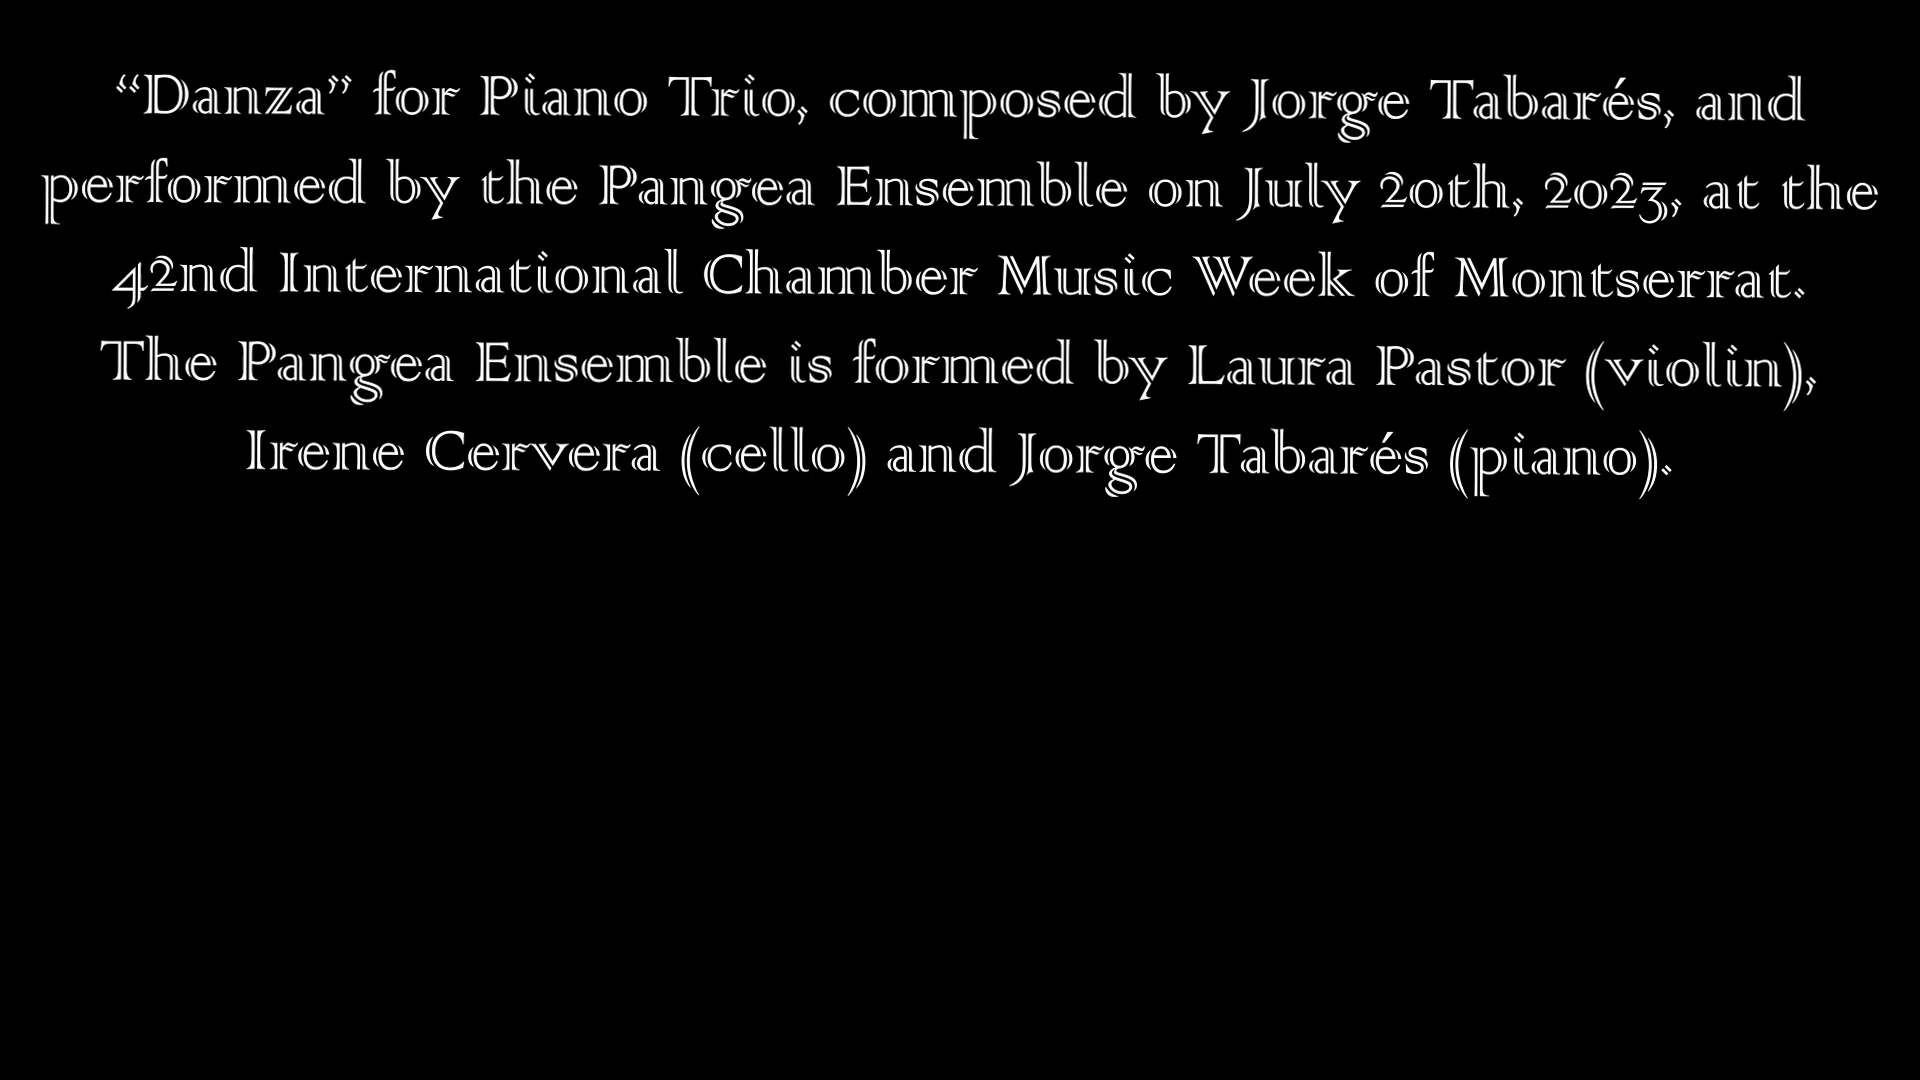 “Danza” for Piano Trio, composed by Jorge Tabarés, and
performed by the Pangea Ensemble on July 20th, 2023, at the
42nd International Chamber Music Week of Montserrat.
The Pangea Ensemble is formed by Laura Pastor (violin),
Irene Cervera (cello) and Jorge Tabarés (piano).